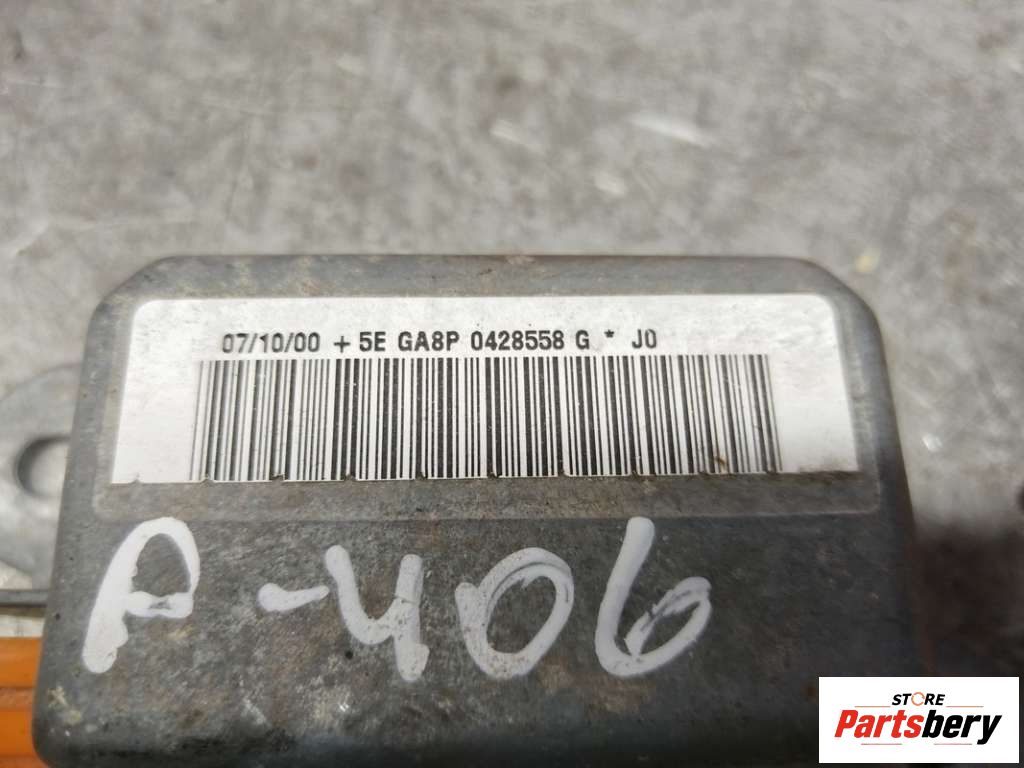 07/10/00 + 5E GA8P 0428558 G * J0
P-406
STORE
Partsbery